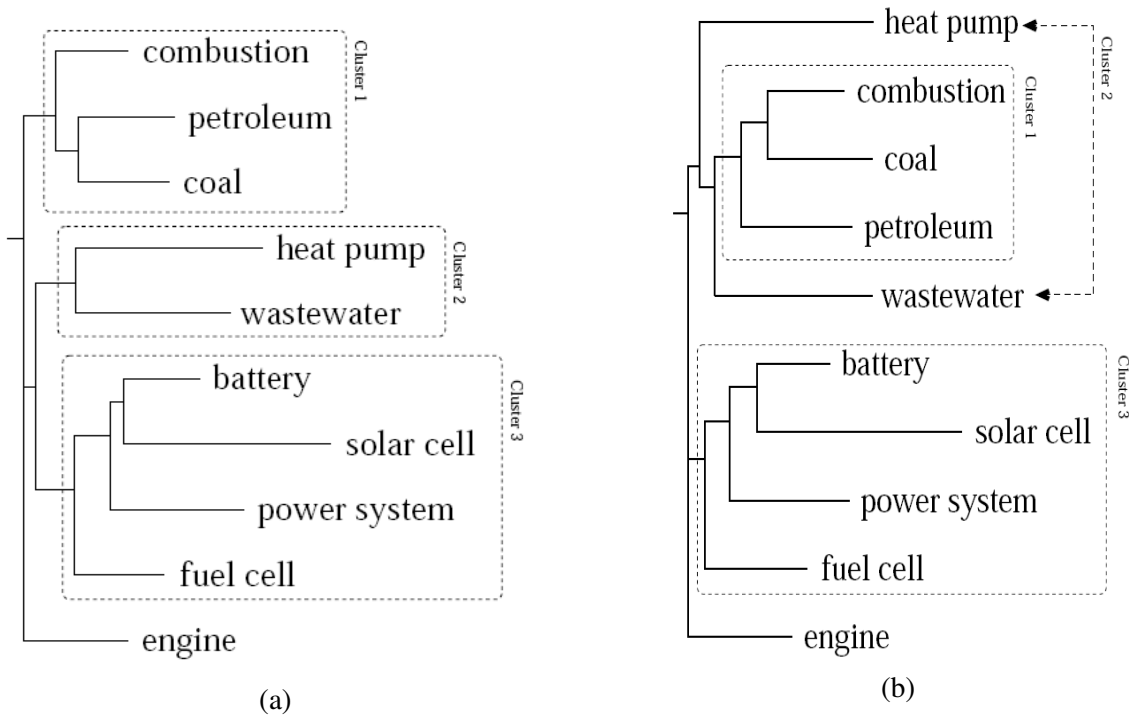 combustion
petroleum
coal
Cluster 1
heat pump
wastewater
Cluster 2
battery
solar cell
power system
fuel cell
Cluster 3
engine
(a)
heat pump
Cluster 2
combustion
coal
petroleum
Cluster 1
wastewater
battery
solar cell
power system
fuel cell
Cluster 3
engine
(b)